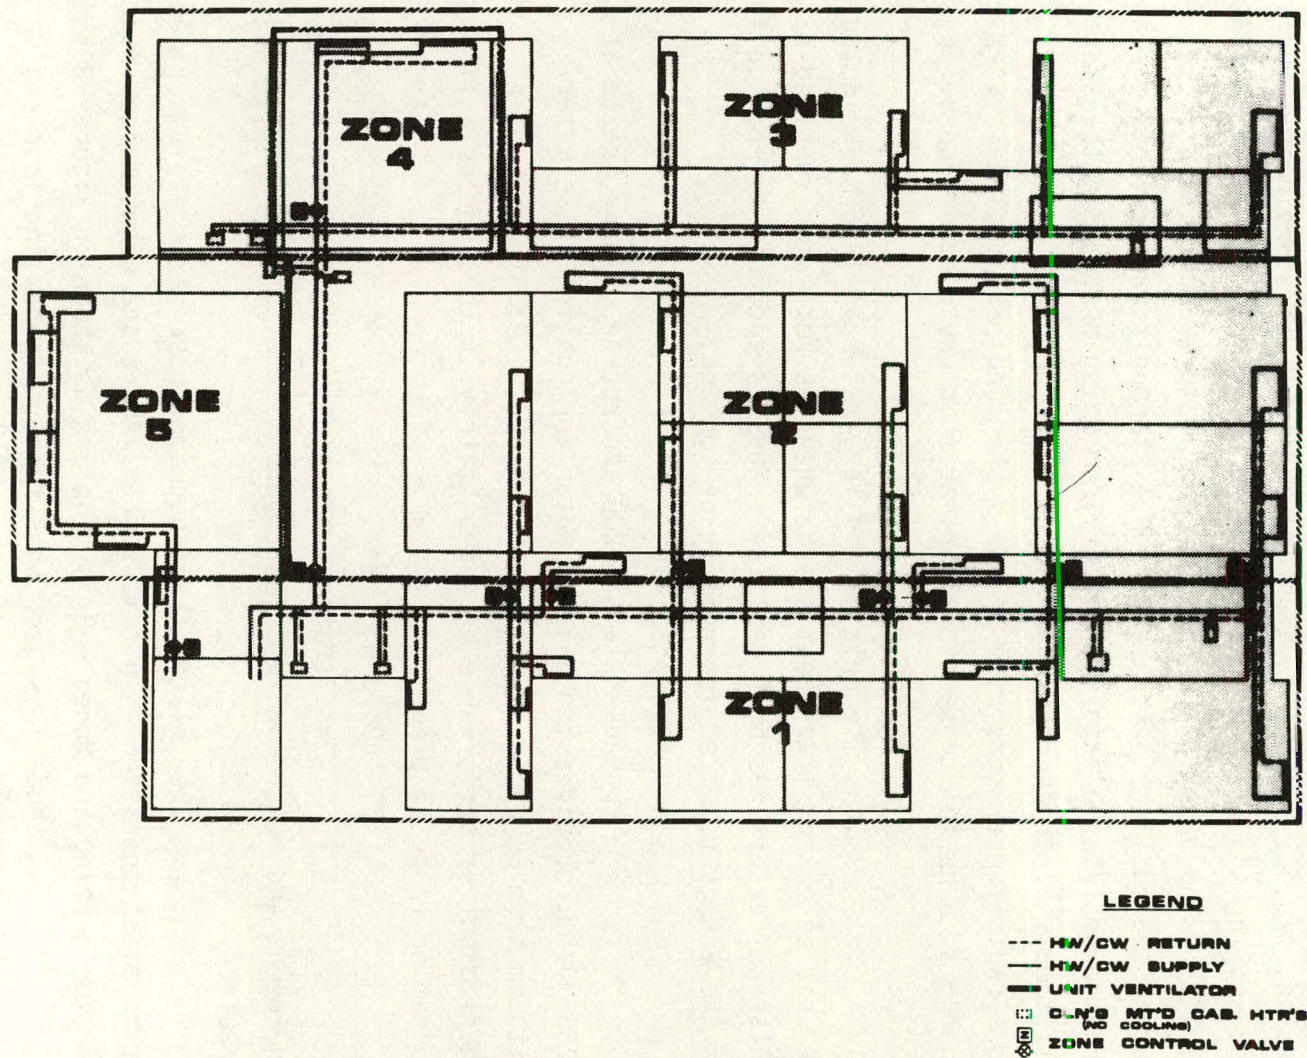 ZONE
4
ZONE
3
ZONE
5
ZONE
2
ZONE
1
LEGEND
HW/CW RETURN
HW/CW SUPPLY
UNIT VENTILATOR
CLN'G MT'D CAB. HTR'S
(NO COOLING)
ZONE CONTROL VALVE